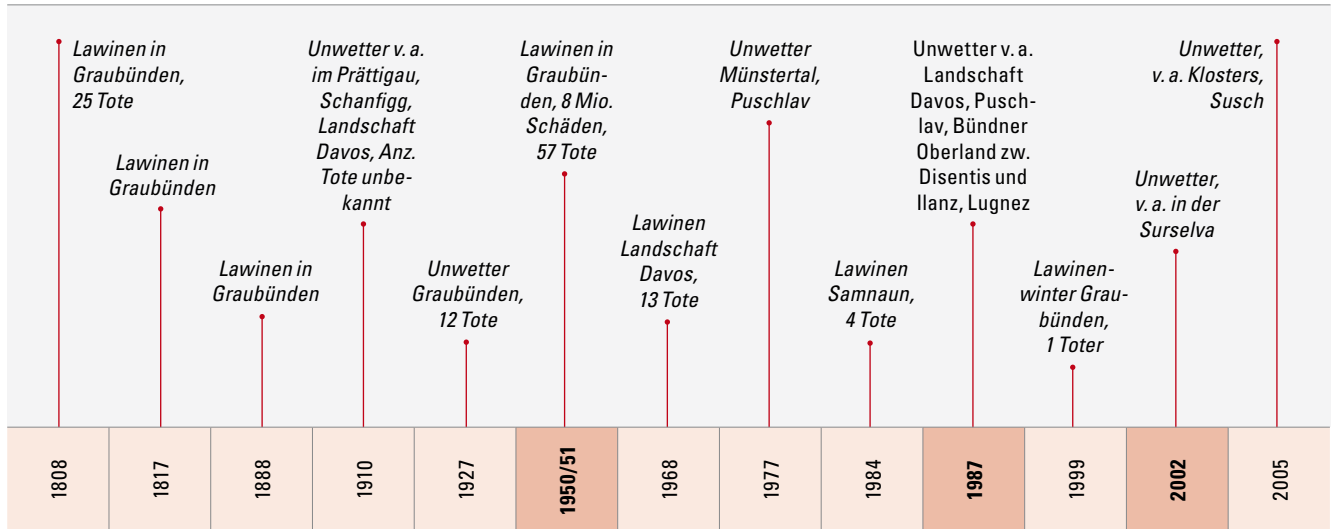 Lawinen in
Graubünden,
25 Tote
Lawinen in
Graubünden
Lawinen in
Graubünden
Unwetter v. a.
im Prättigau,
Schanfigg,
Landschaft
Davos, Anz.
Tote unbe-
kannt
Unwetter
Graubünden,
12 Tote
Lawinen in
Graubün-
den, 8 Mio.
Schäden,
57 Tote
Lawinen
Landschaft
Davos,
13 Tote
Unwetter
Münstertal,
Puschlav
Lawinen
Samnaun,
4 Tote
Unwetter v. a.
Landschaft
Davos, Pusch-
lav, Bündner
Oberland zw.
Disentis und
Ilanz, Lugnez
Lawinen-
winter Grau-
bünden,
1 Toter
Unwetter,
v. a. in der
Surselva
Unwetter,
v. a. Klosters,
Susch
1808
1817
1888
1910
1927
1950/51
1968
1977
1984
1987
1999
2002
2005